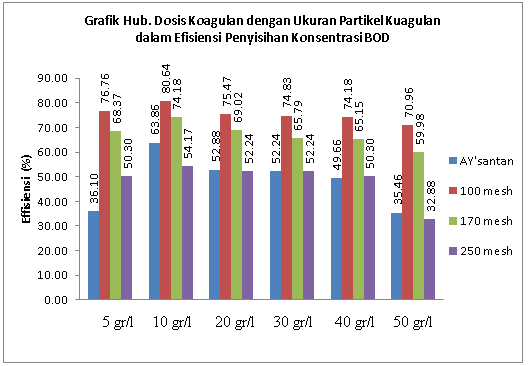 Grafik Hub. Dosis Koagulan dengan Ukuran Partikel Kuagulan
dalam Efisiensi Penyisihan Konsentrasi BOD
Effisiensi (%)
90.00
80.00
70.00
60.00
50.00
40.00
30.00
20.00
10.00
0.00
36.10
76.76
68.37
50.30
63.86
80.64
74.18
54.17
52.88
75.47
69.02
52.24
52.24
74.83
65.79
52.24
49.66
74.18
65.15
50.30
35.46
70.96
59.98
32.88
5 gr/l
10 gr/l
20 gr/l
30 gr/l
40 gr/l
50 gr/l
AY'santan
100 mesh
170 mesh
250 mesh